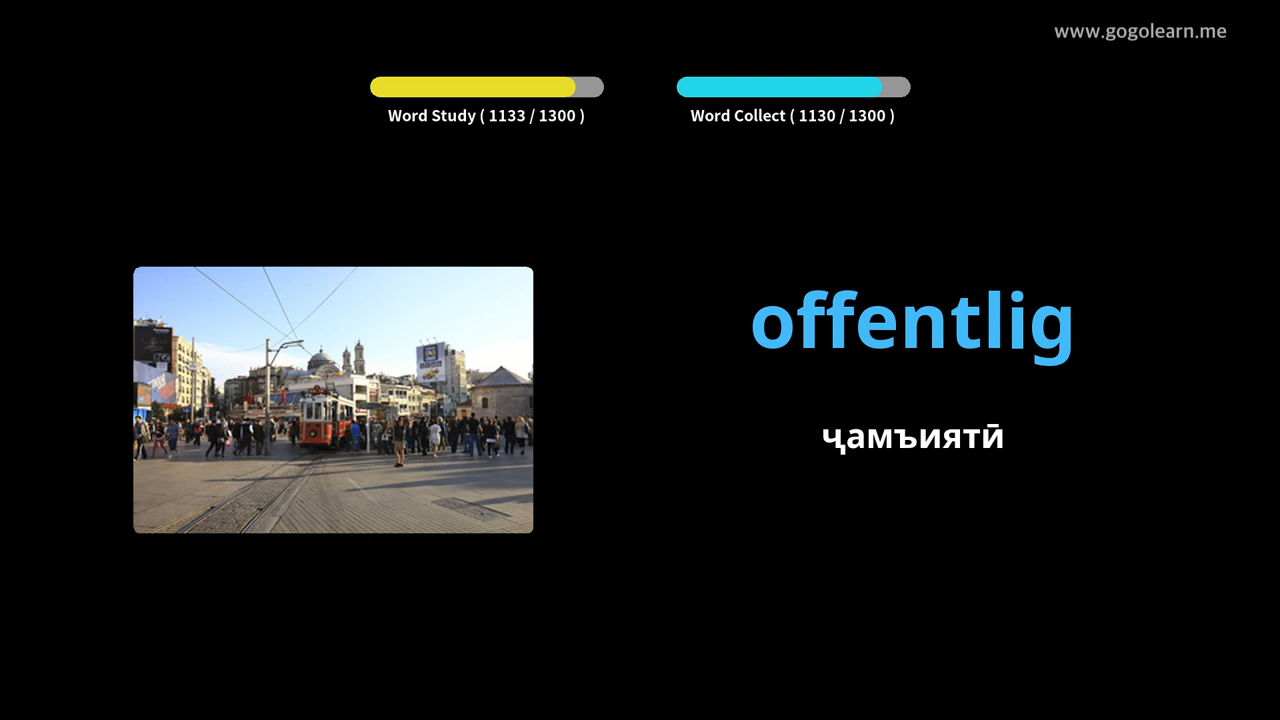 www.gogolearn.me
Word Study ( 1133 / 1300 )
Word Collect ( 1130 / 1300 )
offentlig
ҷамъиятӣ